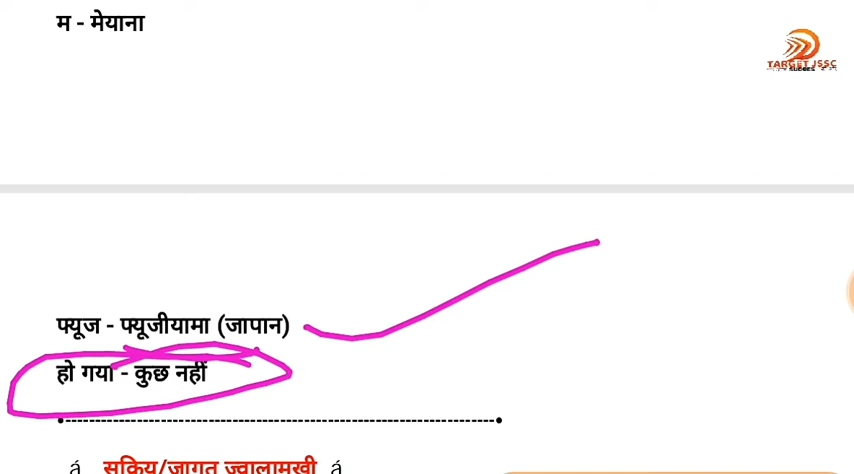 म - मेयाना
TARGET JSSC
फ्यूज - फ्यूजीयामा (जापान)
हो गया - कुछ नहीं
á सक्रिय/जागृत ज्वालामुखी á